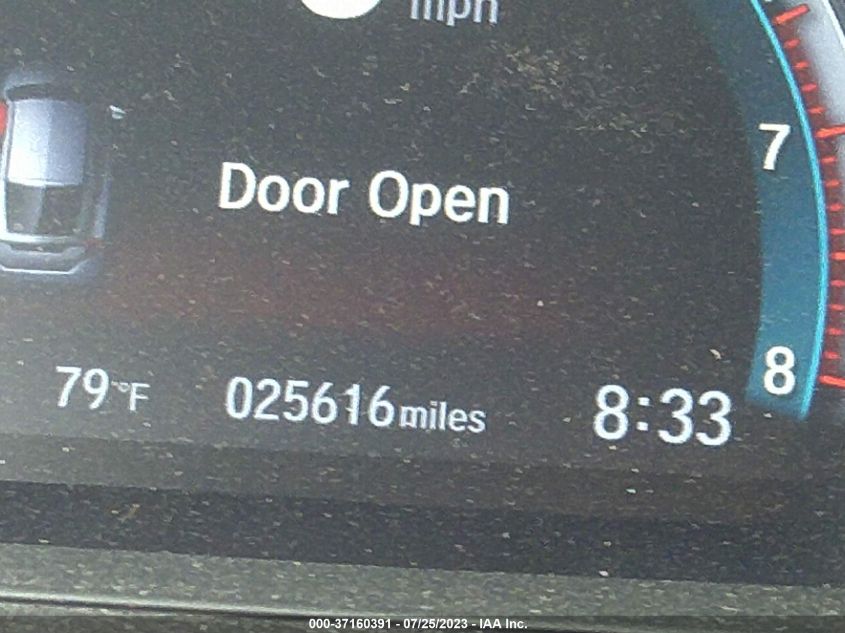 mph
7
Door Open
8
79°F 025616 miles 8:33
000-37160391 - 07/25/2023 - IAA Inc.